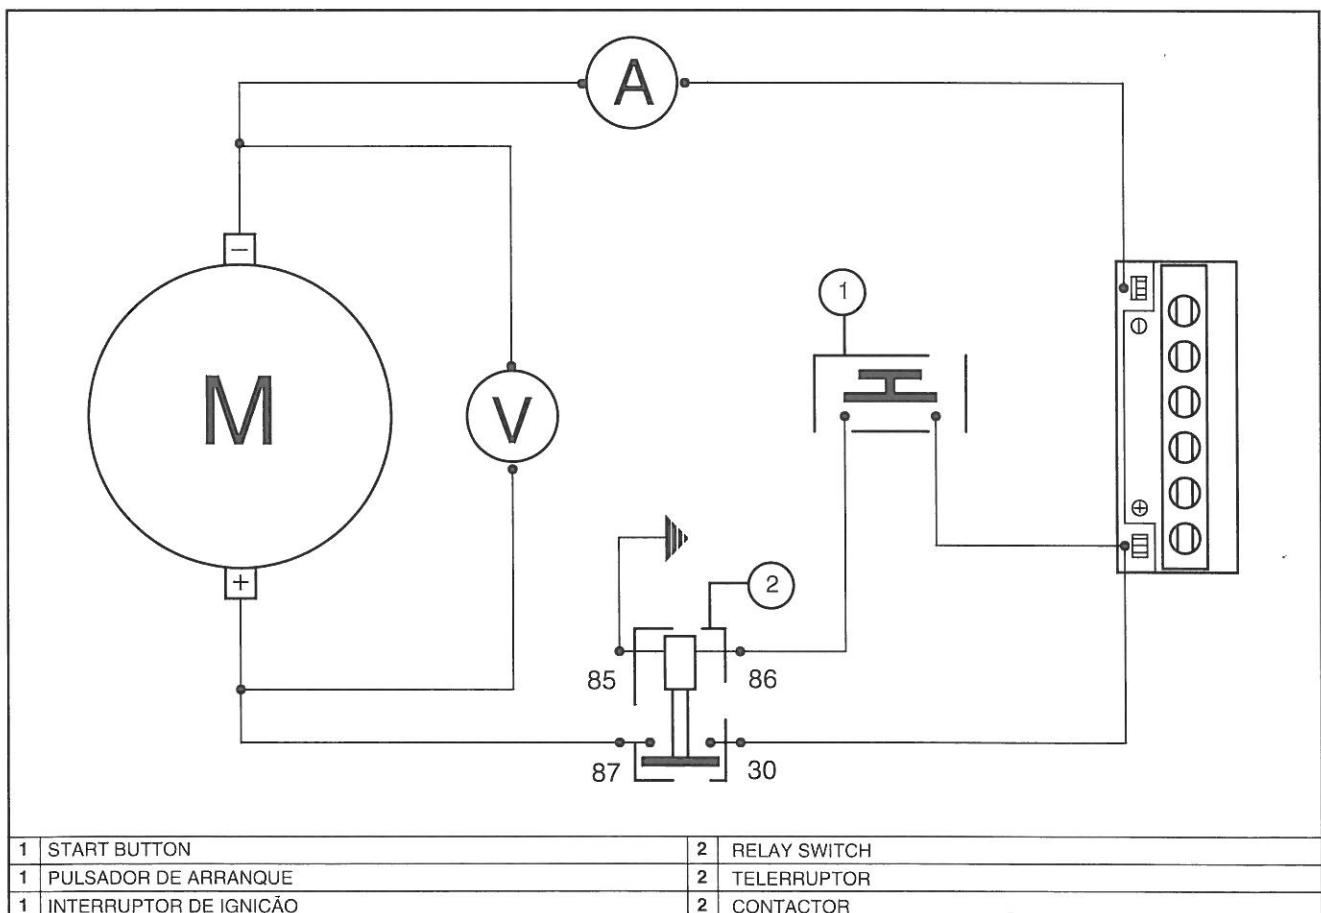 A
−
1
M
V
+
2
85
86
87
30
1 START BUTTON 2 RELAY SWITCH
1 PULSADOR DE ARRANQUE 2 TELERRUPTOR
1 INTERRUPTOR DE IGNICÃO 2 CONTACTOR